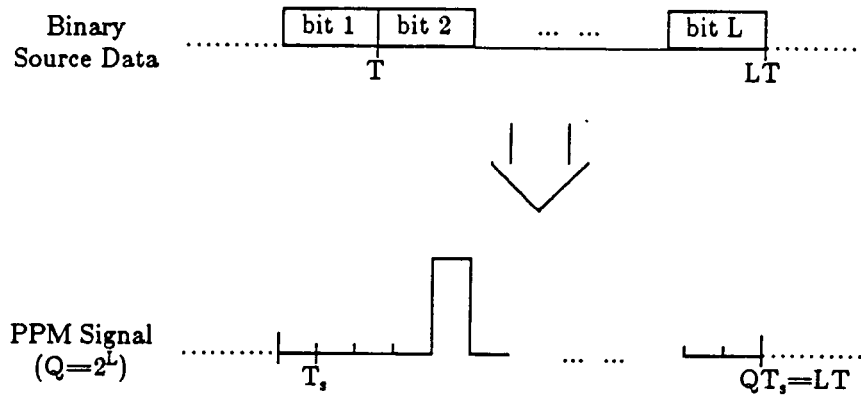 Binary
Source Data
bit 1 bit 2 ... ... bit L
T LT
PPM Signal
(Q=2^L)
... ...
T_s QT_s=LT